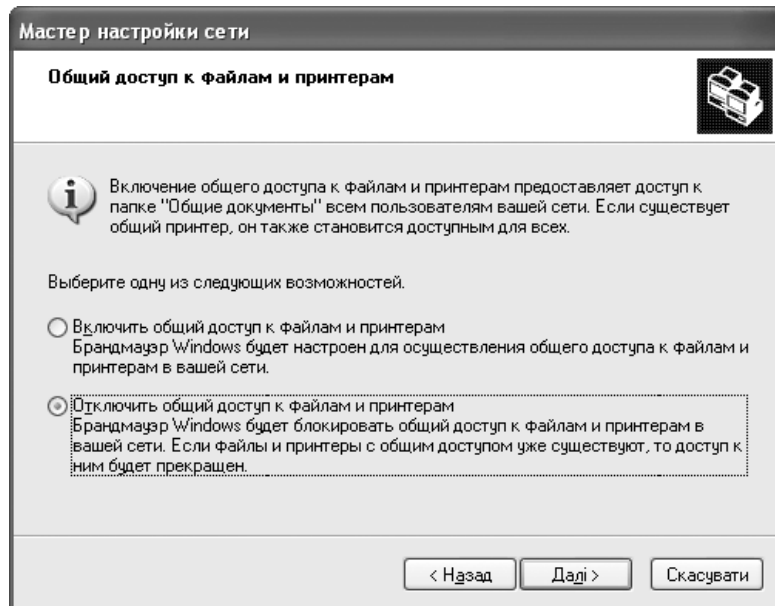 Мастер настройки сети
Общий доступ к файлам и принтерам
Включение общего доступа к файлам и принтерам предоставляет доступ к
папке "Общие документы" всем пользователям вашей сети. Если существует
общий принтер, он также становится доступным для всех.
Выберите одну из следующих возможностей.
Включить общий доступ к файлам и принтерам
Брандмауэр Windows будет настроен для осуществления общего доступа к файлам и
принтерам в вашей сети.
Отключить общий доступ к файлам и принтерам
Брандмауэр Windows будет блокировать общий доступ к файлам и принтерам в
вашей сети. Если файлы и принтеры с общим доступом уже существуют, то доступ к
ним будет прекращен.
< Назад Далі > Скасувати